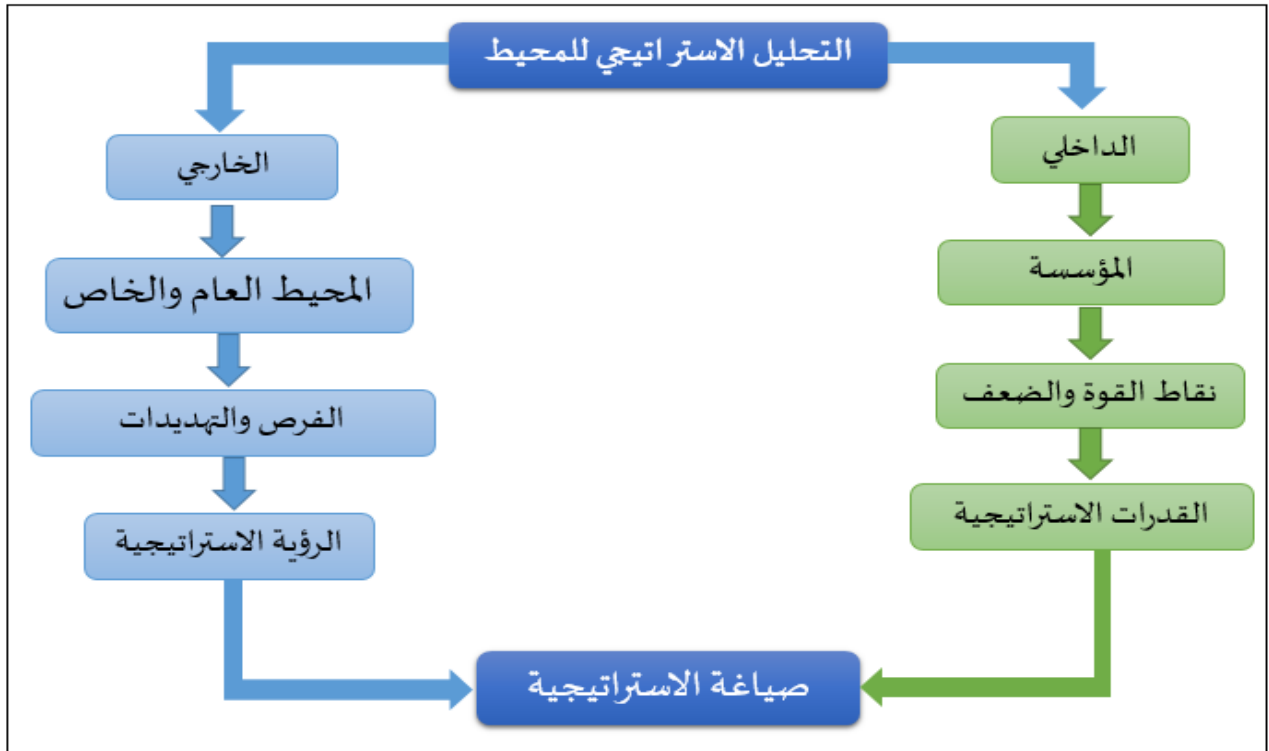 التحليل الاستراتيجي للمحيط
الداخلي
الخارجي
المؤسسة
المحيط العام والخاص
نقاط القوة والضعف
الفرص والتهديدات
القدرات الاستراتيجية
الرؤية الاستراتيجية
صياغة الاستراتيجية